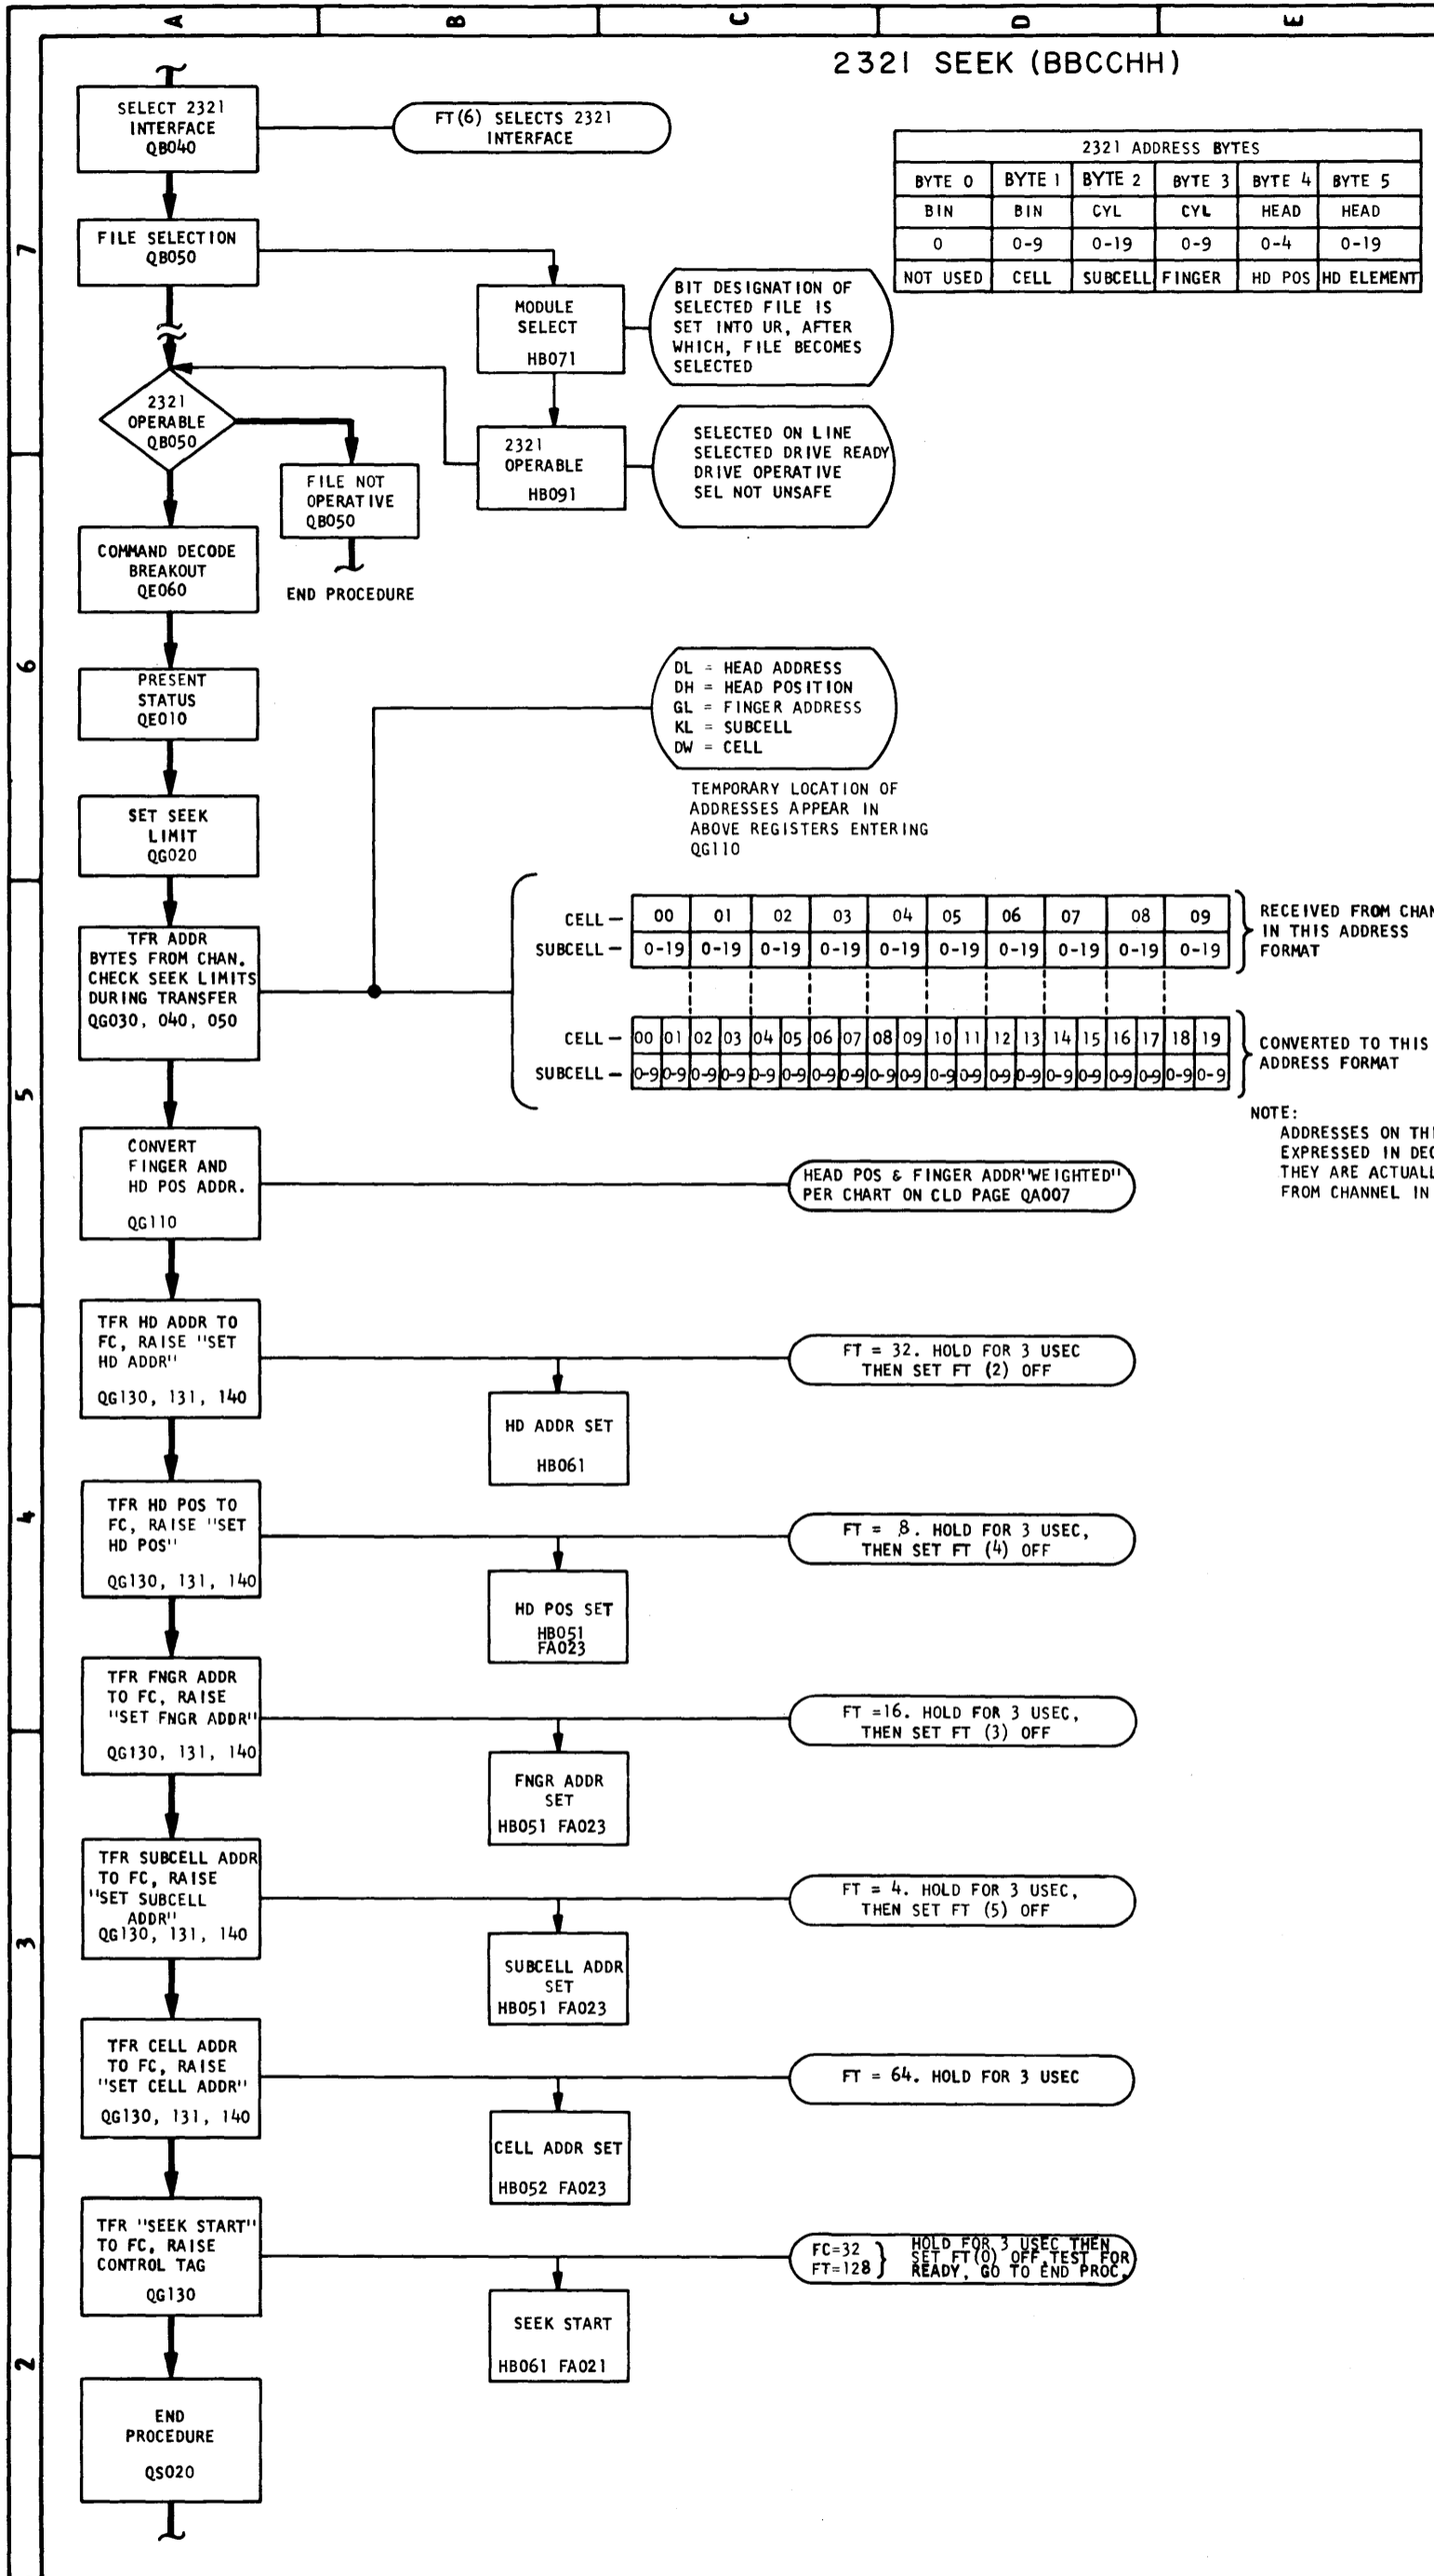 A B C D E
2321 SEEK (BBCCHH)
SELECT 2321
INTERFACE
QB040
FT(6) SELECTS 2321
INTERFACE
2321 ADDRESS BYTES
BYTE 0 BYTE 1 BYTE 2 BYTE 3 BYTE 4 BYTE 5
BIN BIN CYL CYL HEAD HEAD
0 0-9 0-19 0-9 0-4 0-19
NOT USED CELL SUBCELL FINGER HD POS HD ELEMENT
7
FILE SELECTION
QB050
MODULE
SELECT
HB071
BIT DESIGNATION OF
SELECTED FILE IS
SET INTO UR, AFTER
WHICH, FILE BECOMES
SELECTED
2321
OPERABLE
QB050
2321
OPERABLE
HB091
SELECTED ON LINE
SELECTED DRIVE READY
DRIVE OPERATIVE
SEL NOT UNSAFE
FILE NOT
OPERATIVE
QB050
END PROCEDURE
COMMAND DECODE
BREAKOUT
QE060
6
PRESENT
STATUS
QE010
DL = HEAD ADDRESS
DH = HEAD POSITION
GL = FINGER ADDRESS
KL = SUBCELL
DW = CELL
TEMPORARY LOCATION OF
ADDRESSES APPEAR IN
ABOVE REGISTERS ENTERING
QG110
SET SEEK
LIMIT
QG020
TFR ADDR
BYTES FROM CHAN.
CHECK SEEK LIMITS
DURING TRANSFER
QG030, 040, 050
CELL — 00 01 02 03 04 05 06 07 08 09
SUBCELL — 0-19 0-19 0-19 0-19 0-19 0-19 0-19 0-19 0-19 0-19
RECEIVED FROM CHAN
IN THIS ADDRESS
FORMAT
CELL — 00 01 02 03 04 05 06 07 08 09 10 11 12 13 14 15 16 17 18 19
SUBCELL — 0-9 0-9 0-9 0-9 0-9 0-9 0-9 0-9 0-9 0-9 0-9 0-9 0-9 0-9 0-9 0-9 0-9 0-9 0-9 0-9
CONVERTED TO THIS
ADDRESS FORMAT
NOTE:
ADDRESSES ON THI
EXPRESSED IN DEC
THEY ARE ACTUALL
FROM CHANNEL IN
5
CONVERT
FINGER AND
HD POS ADDR.
QG110
HEAD POS & FINGER ADDR"WEIGHTED"
PER CHART ON CLD PAGE QA007
TFR HD ADDR TO
FC, RAISE "SET
HD ADDR"
QG130, 131, 140
FT = 32. HOLD FOR 3 USEC
THEN SET FT (2) OFF
HD ADDR SET
HB061
4
TFR HD POS TO
FC, RAISE "SET
HD POS"
QG130, 131, 140
FT = 8. HOLD FOR 3 USEC,
THEN SET FT (4) OFF
HD POS SET
HB051
FA023
TFR FNGR ADDR
TO FC, RAISE
"SET FNGR ADDR"
QG130, 131, 140
FT =16. HOLD FOR 3 USEC,
THEN SET FT (3) OFF
FNGR ADDR
SET
HB051 FA023
3
TFR SUBCELL ADDR
TO FC, RAISE
"SET SUBCELL
ADDR"
QG130, 131, 140
FT = 4. HOLD FOR 3 USEC,
THEN SET FT (5) OFF
SUBCELL ADDR
SET
HB051 FA023
TFR CELL ADDR
TO FC, RAISE
"SET CELL ADDR"
QG130, 131, 140
FT = 64. HOLD FOR 3 USEC
CELL ADDR SET
HB052 FA023
2
TFR "SEEK START"
TO FC, RAISE
CONTROL TAG
QG130
FC=32
FT=128
HOLD FOR 3 USEC THEN
SET FT(0) OFF,TEST FOR
READY, GO TO END PROC.
SEEK START
HB061 FA021
END
PROCEDURE
QS020